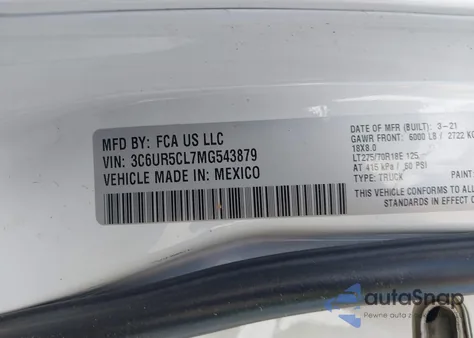 MFD BY: FCA US LLC
VIN: 3C6UR5CL7MG543879
VEHICLE MADE IN: MEXICO
DATE OF MFR (BUILT): 3-21
GAWR FRONT: 6000 LB / 2722 KG
18X8.0
LT275/70R18E 125
AT 415 kPa / 60 PSI
TYPE: TRUCK
PAINT:
THIS VEHICLE CONFORMS TO ALL
STANDARDS IN EFFECT O
autoSnap
Pewne auta z